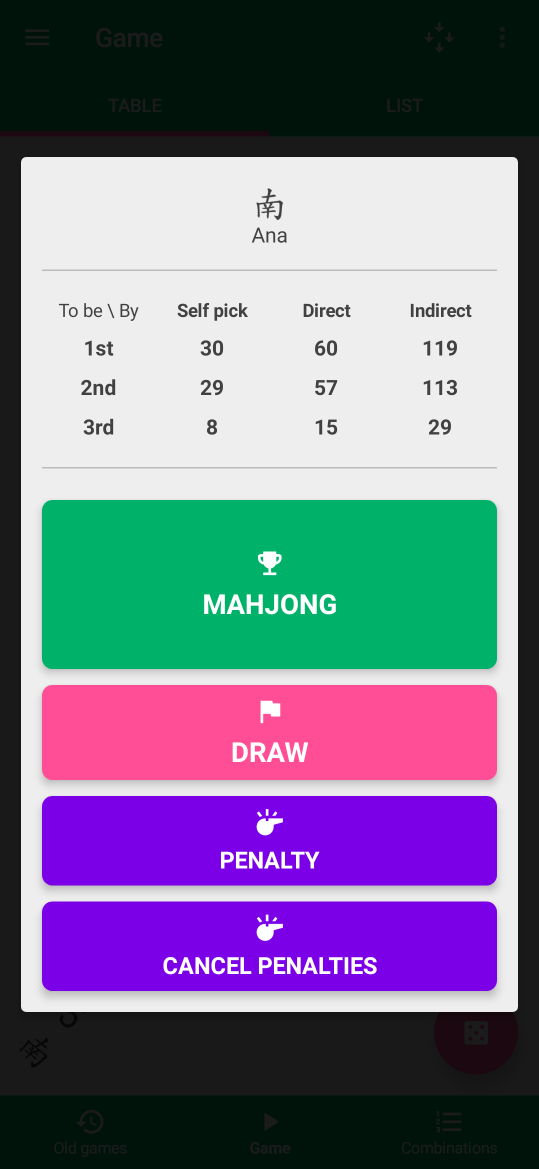 Game
TABLE LIST
南
Ana
To be \ By Self pick Direct Indirect
1st 30 60 119
2nd 29 57 113
3rd 8 15 29
MAHJONG
DRAW
PENALTY
CANCEL PENALTIES
Old games Game Combinations